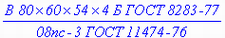 В 80×60×54×4 Б ГОСТ 8283-77
08пс-3 ГОСТ 11474-76